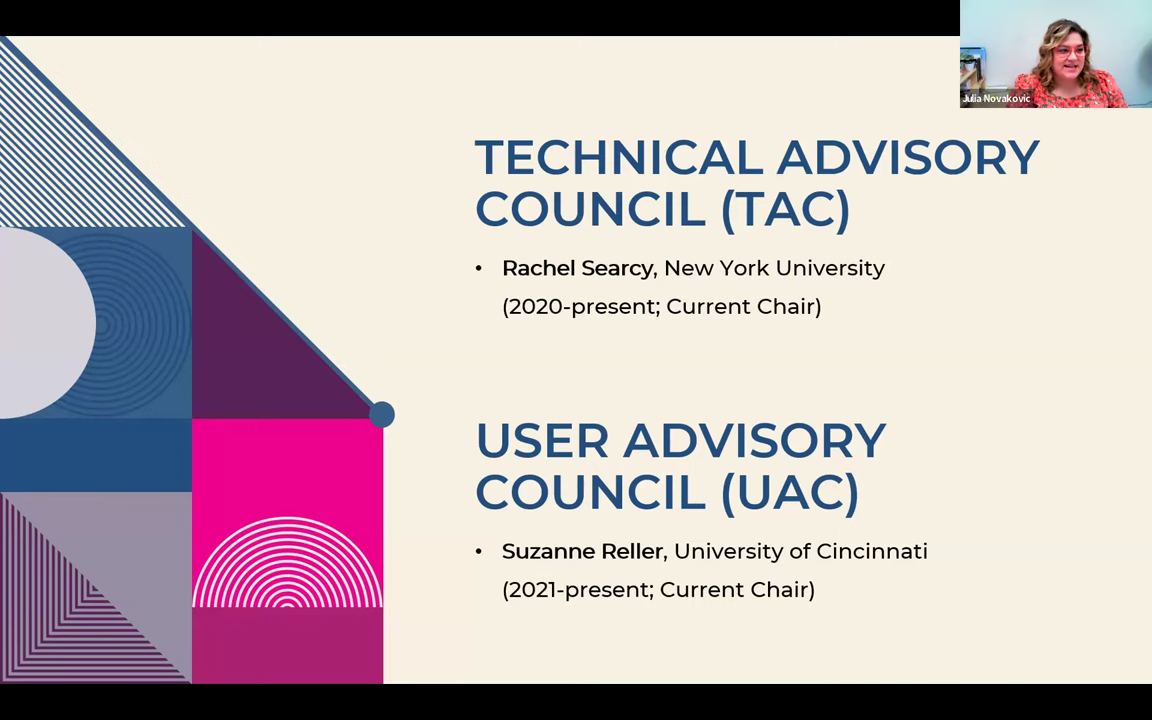 Julia Novakovic
TECHNICAL ADVISORY
COUNCIL (TAC)
• Rachel Searcy, New York University
(2020-present; Current Chair)
USER ADVISORY
COUNCIL (UAC)
• Suzanne Reller, University of Cincinnati
(2021-present; Current Chair)